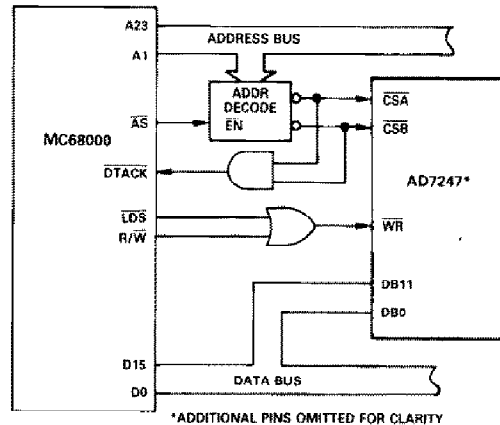 A23
ADDRESS BUS
A1
ADDR
DECODE
EN
CSA
CSB
MC68000
AS
DTACK
AD7247*
LDS
R/W
WR
DB11
DB0
D15
DATA BUS
D0
*ADDITIONAL PINS OMITTED FOR CLARITY